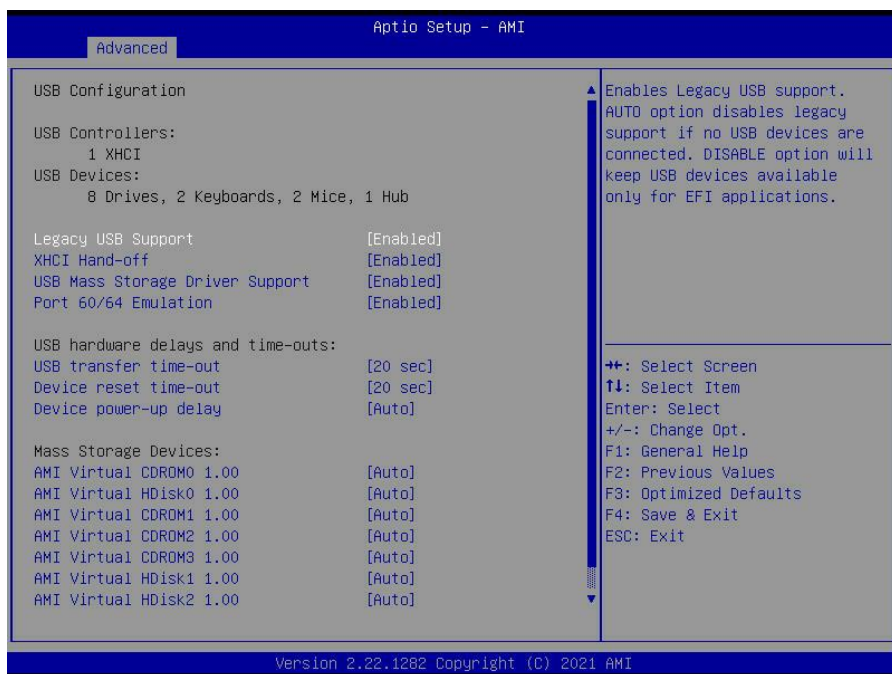 Aptio Setup – AMI
Advanced
USB Configuration
USB Controllers:
1 XHCI
USB Devices:
8 Drives, 2 Keyboards, 2 Mice, 1 Hub
Legacy USB Support [Enabled]
XHCI Hand-off [Enabled]
USB Mass Storage Driver Support [Enabled]
Port 60/64 Emulation [Enabled]
USB hardware delays and time-outs:
USB transfer time-out [20 sec]
Device reset time-out [20 sec]
Device power-up delay [Auto]
Mass Storage Devices:
AMI Virtual CDROM0 1.00 [Auto]
AMI Virtual HDisk0 1.00 [Auto]
AMI Virtual CDROM1 1.00 [Auto]
AMI Virtual CDROM2 1.00 [Auto]
AMI Virtual CDROM3 1.00 [Auto]
AMI Virtual HDisk1 1.00 [Auto]
AMI Virtual HDisk2 1.00 [Auto]
Enables Legacy USB support.
AUTO option disables legacy
support if no USB devices are
connected. DISABLE option will
keep USB devices available
only for EFI applications.
→←: Select Screen
↑↓: Select Item
Enter: Select
+/-: Change Opt.
F1: General Help
F2: Previous Values
F3: Optimized Defaults
F4: Save & Exit
ESC: Exit
Version 2.22.1282 Copyright (C) 2021 AMI